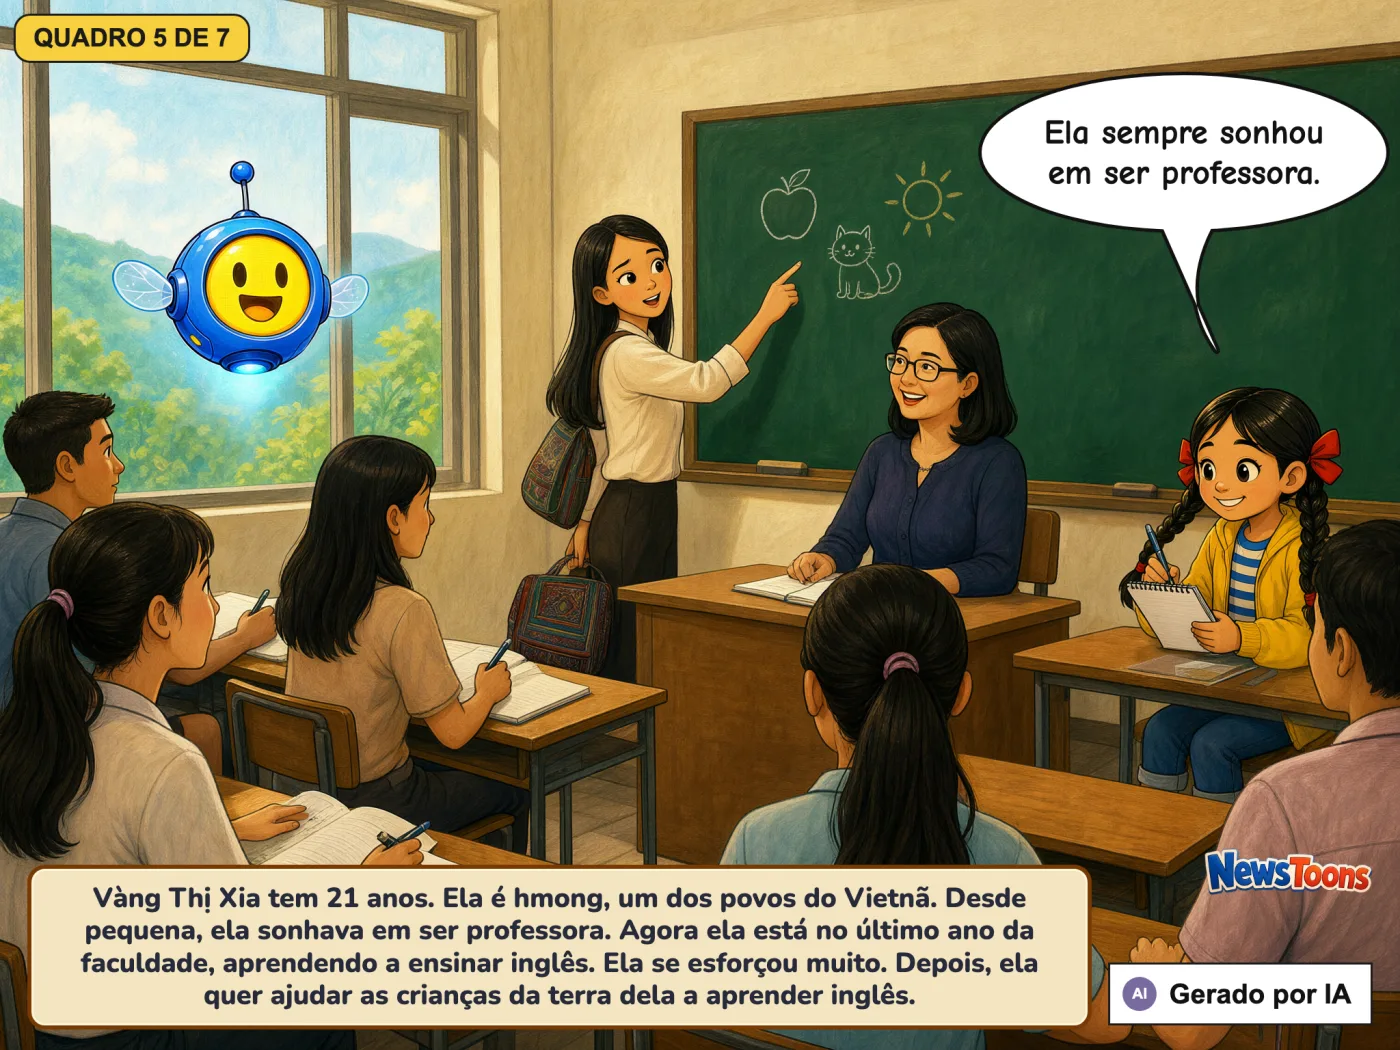 QUADRO 5 DE 7
Ela sempre sonhou
em ser professora.
Vàng Thị Xia tem 21 anos. Ela é hmong, um dos povos do Vietnã. Desde
pequena, ela sonhava em ser professora. Agora ela está no último ano da
faculdade, aprendendo a ensinar inglês. Ela se esforçou muito. Depois, ela
quer ajudar as crianças da terra dela a aprender inglês.
NewsToons
AI Gerado por IA